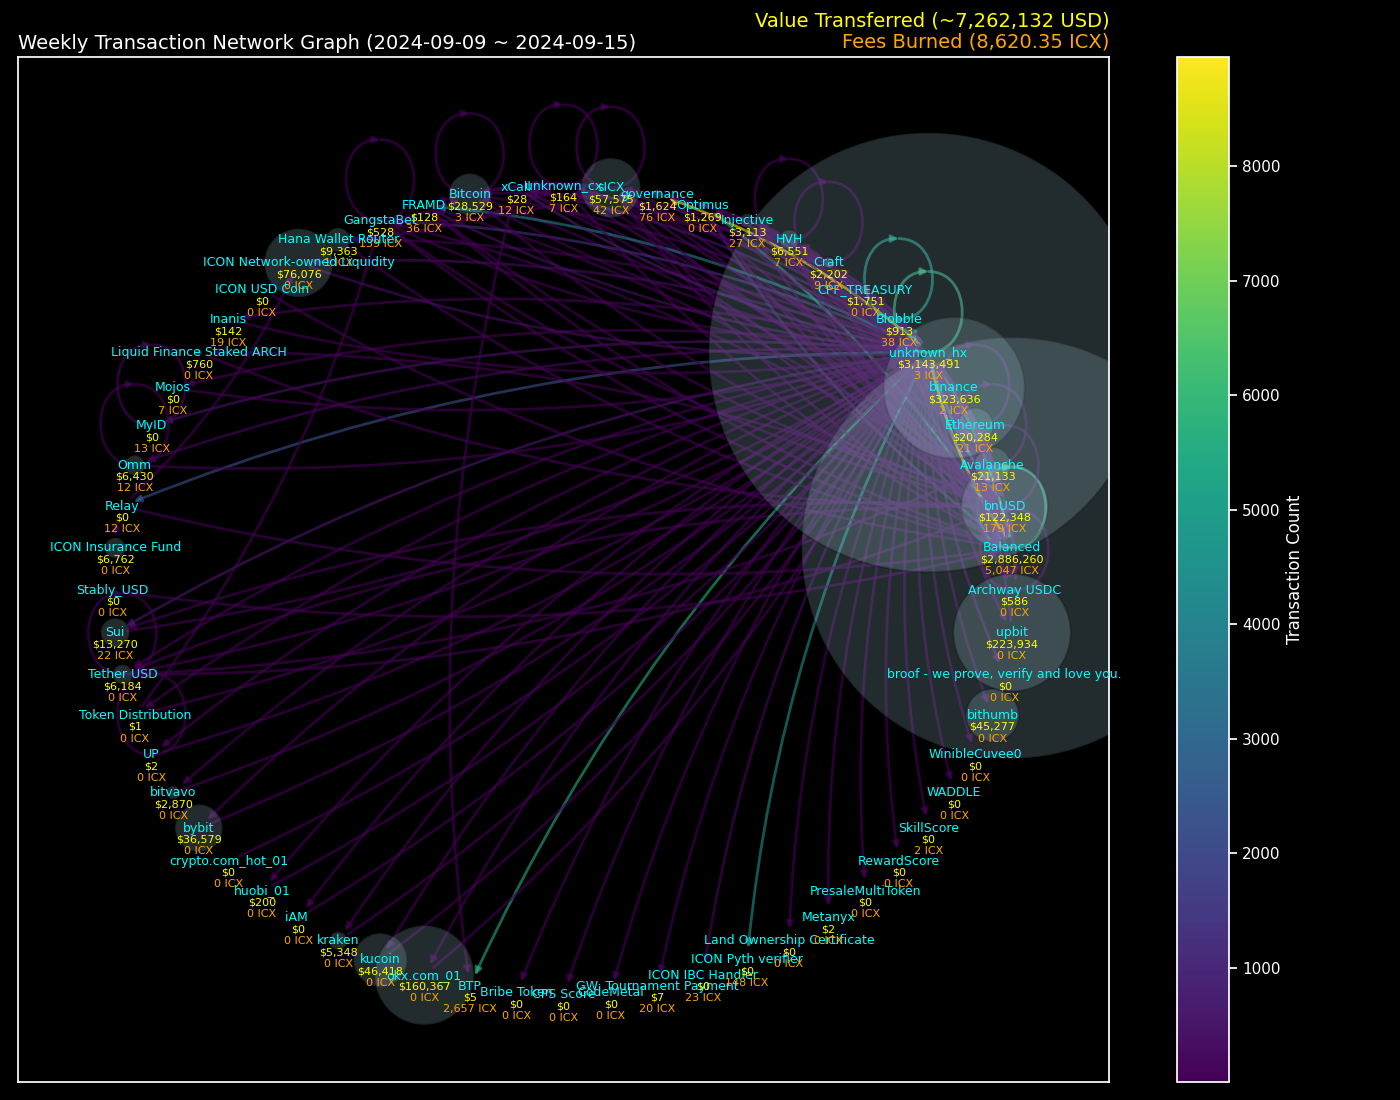 Value Transferred (~7,262,132 USD)
Weekly Transaction Network Graph (2024-09-09 ~ 2024-09-15)
Fees Burned (8,620.35 ICX)
Bitcoin
$28,529
3 ICX
xCall
$28
12 ICX
unknown_cx
$164
7 ICX
sICX
$57,575
42 ICX
governance
$1,624
76 ICX
Optimus
$1,269
0 ICX
Injective
$3,113
27 ICX
HVH
$6,551
7 ICX
Craft
$2,202
9 ICX
CPF_TREASURY
$1,751
0 ICX
Blobble
$913
38 ICX
unknown_hx
$3,143,491
3 ICX
binance
$323,636
2 ICX
Ethereum
$20,284
21 ICX
Avalanche
$21,133
13 ICX
bnUSD
$122,348
179 ICX
Balanced
$2,886,260
5,047 ICX
Archway USDC
$586
0 ICX
upbit
$223,934
0 ICX
broof - we prove, verify and love you.
$0
0 ICX
bithumb
$45,277
0 ICX
WinibleCuvee0
$0
0 ICX
WADDLE
$0
0 ICX
SkillScore
$0
2 ICX
RewardScore
$0
0 ICX
PresaleMultiToken
$0
0 ICX
Metanyx
$2
0 ICX
Land Ownership Certificate
$0
0 ICX
ICON Pyth verifier
$0
148 ICX
ICON IBC Handler
$0
23 ICX
GW: Tournament Payment
$7
20 ICX
CodeMetal
$0
0 ICX
CPS Score
$0
0 ICX
Bribe Token
$0
0 ICX
BTP
$5
2,657 ICX
okx.com_01
$160,367
0 ICX
kucoin
$46,418
0 ICX
kraken
$5,348
0 ICX
iAM
$0
0 ICX
huobi_01
$200
0 ICX
crypto.com_hot_01
$0
0 ICX
bybit
$36,579
0 ICX
bitvavo
$2,870
0 ICX
UP
$2
0 ICX
Token Distribution
$1
0 ICX
Tether USD
$6,184
0 ICX
Sui
$13,270
22 ICX
Stably_USD
$0
0 ICX
ICON Insurance Fund
$6,762
0 ICX
Relay
$0
12 ICX
Omm
$6,430
12 ICX
MyID
$0
13 ICX
Mojos
$0
7 ICX
Liquid Finance Staked ARCH
$760
0 ICX
Inanis
$142
19 ICX
ICON USD Coin
$0
0 ICX
ICON Network-owned Liquidity
$76,076
0 ICX
Hana Wallet Router
$9,363
ICX
GangstaBet
$528
159 ICX
FRAMD
$128
36 ICX
8000
7000
6000
5000
4000
3000
2000
1000
Transaction Count